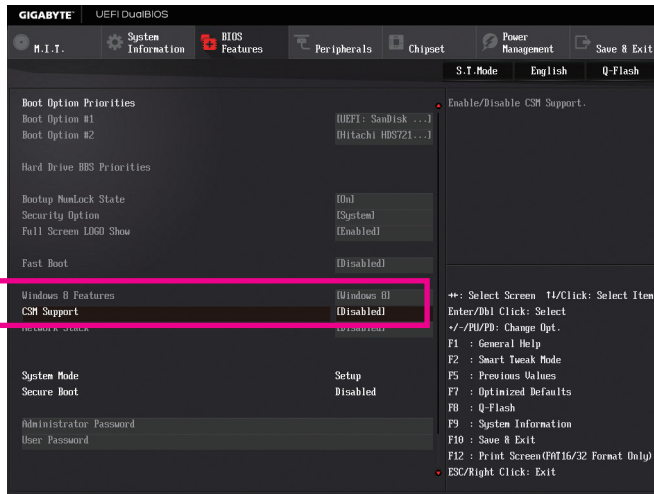 GIGABYTE™ UEFI DualBIOS
M.I.T. System Information BIOS Features Peripherals Chipset Power Management Save & Exit
S.T.Mode English Q-Flash
Boot Option Priorities
Boot Option #1 [UEFI: SanDisk ...]
Boot Option #2 [Hitachi HDS721...]
Hard Drive BBS Priorities
Bootup NumLock State [On]
Security Option [System]
Full Screen LOGO Show [Enabled]
Fast Boot [Disabled]
Windows 8 Features [Windows 8]
CSM Support [Disabled]
Network Stack [Disabled]
System Mode Setup
Secure Boot Disabled
Administrator Password
User Password
Enable/Disable CSM Support.
→←: Select Screen ↑↓/Click: Select Item
Enter/Dbl Click: Select
+/-/PU/PD: Change Opt.
F1 : General Help
F2 : Smart Tweak Mode
F5 : Previous Values
F7 : Optimized Defaults
F8 : Q-Flash
F9 : System Information
F10 : Save & Exit
F12 : Print Screen(FAT16/32 Format Only)
ESC/Right Click: Exit